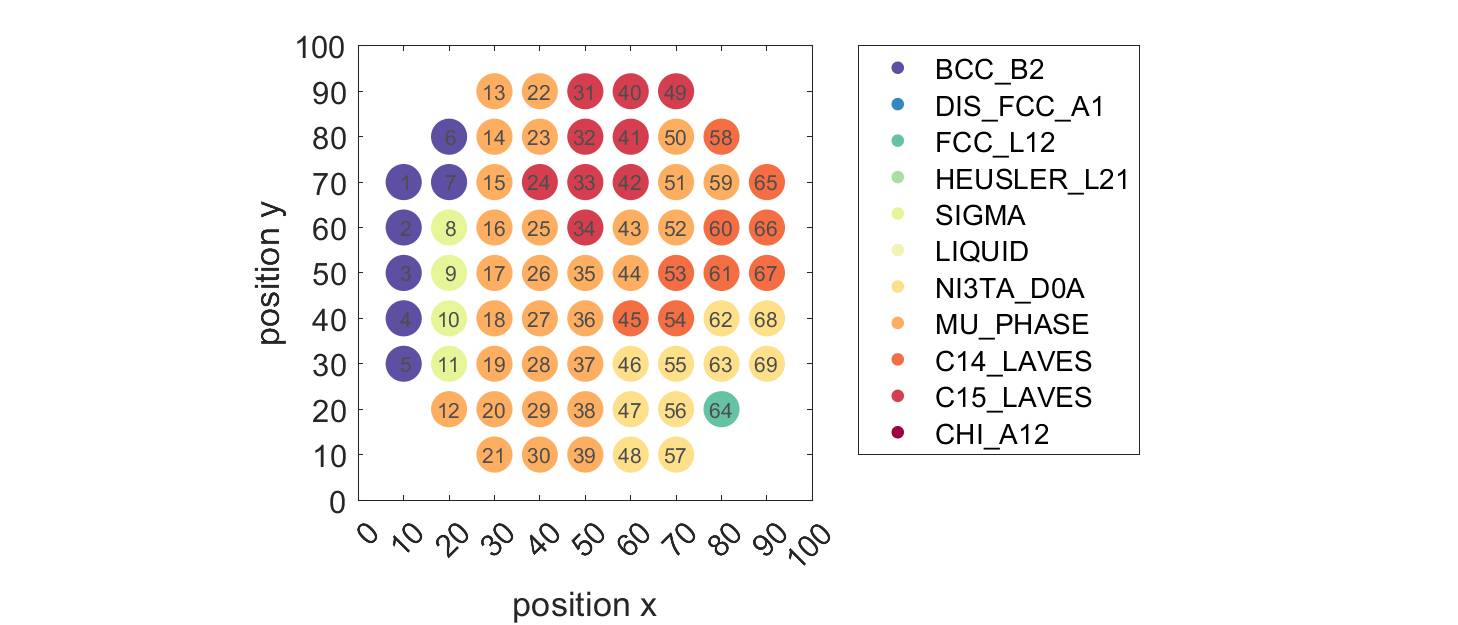 100
90 13 22 31 40 49
80 6 14 23 32 41 50 58
70 1 7 15 24 33 42 51 59 65
60 2 8 16 25 34 43 52 60 66
50 3 9 17 26 35 44 53 61 67
40 4 10 18 27 36 45 54 62 68
30 5 11 19 28 37 46 55 63 69
20 12 20 29 38 47 56 64
10 21 30 39 48 57
0
0 10 20 30 40 50 60 70 80 90 100
position x
position y
BCC_B2
DIS_FCC_A1
FCC_L12
HEUSLER_L21
SIGMA
LIQUID
NI3TA_D0A
MU_PHASE
C14_LAVES
C15_LAVES
CHI_A12